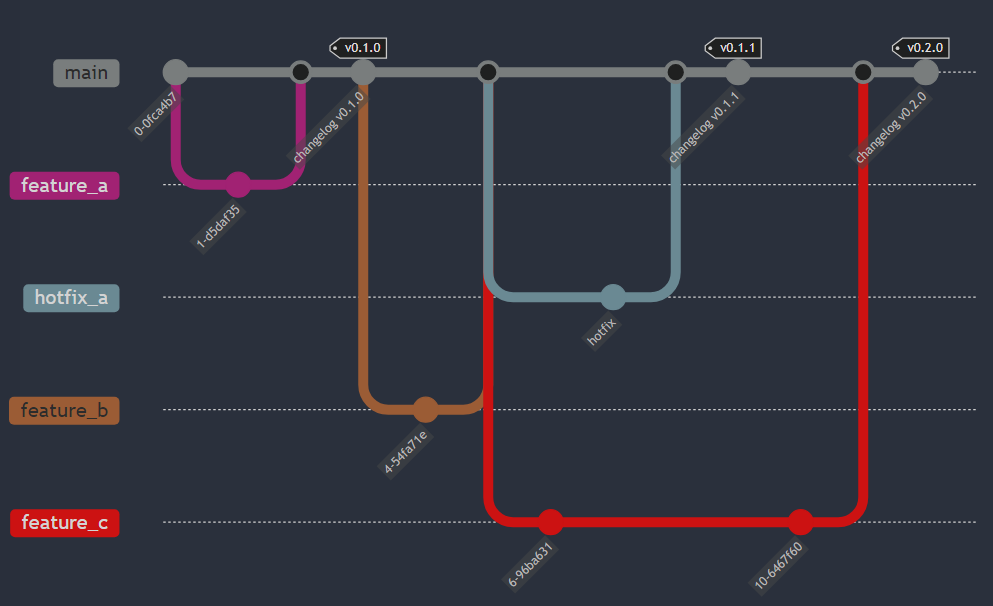 v0.1.0
v0.1.1
v0.2.0
main
0-0fca4b7
changelog v0.1.0
changelog v0.1.1
changelog v0.2.0
feature_a
1-d5daf35
hotfix_a
hotfix
feature_b
4-54fa71e
feature_c
6-96ba631
10-6467f60